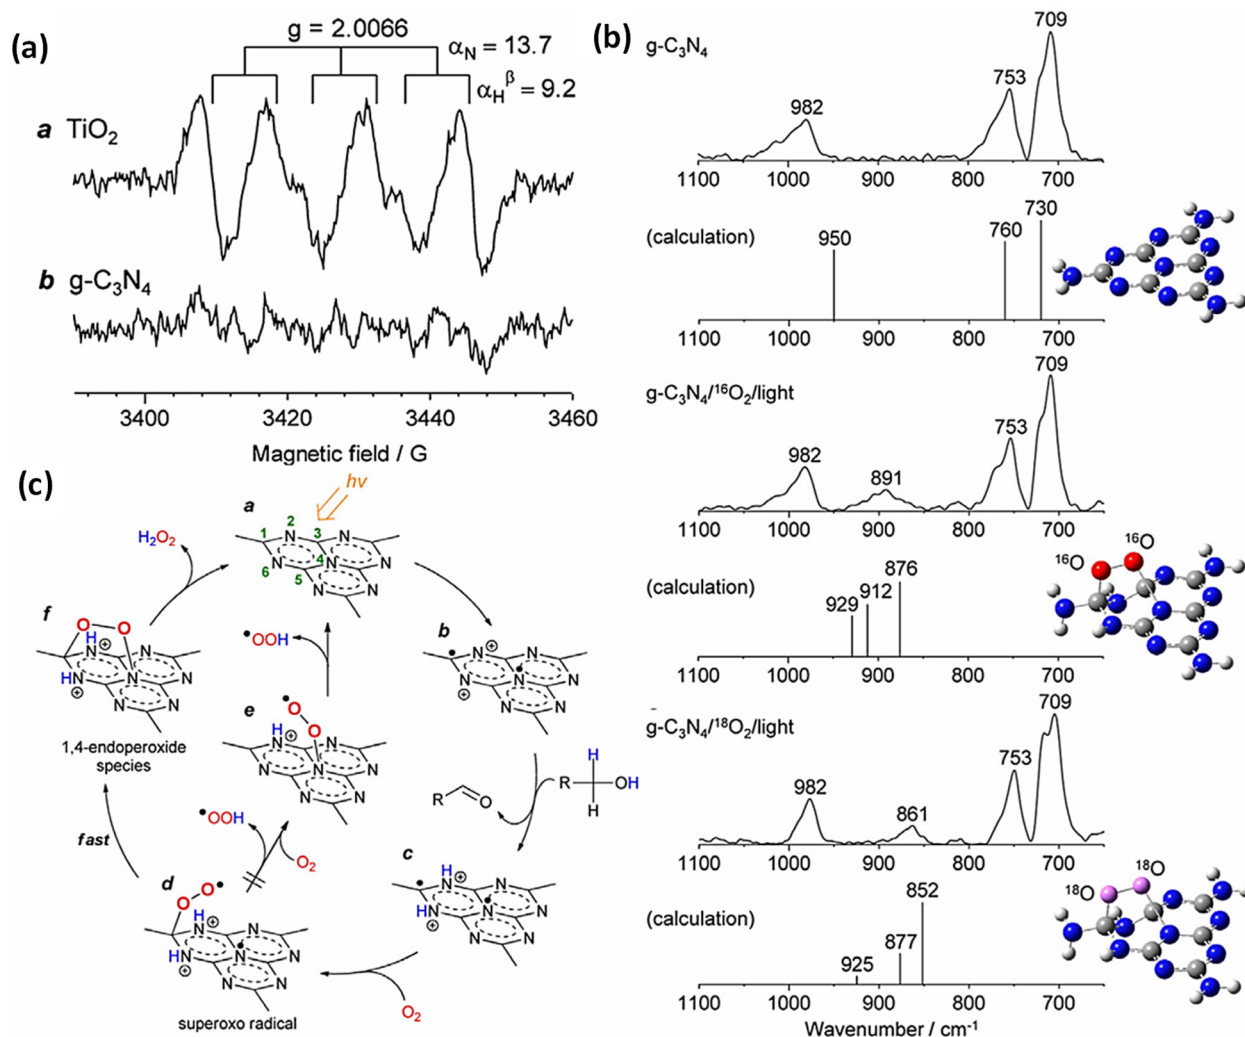 (a)
g = 2.0066
αN = 13.7
αHβ = 9.2
a TiO2
b g-C3N4
3400 3420 3440 3460
Magnetic field / G
(b)
g-C3N4
982 753 709
1100 1000 900 800 700
(calculation)
950 760 730
1100 1000 900 800 700
g-C3N4/16O2/light
982 891 753 709
1100 1000 900 800 700
(calculation)
929 912 876
16O 16O
1100 1000 900 800 700
g-C3N4/18O2/light
982 861 753 709
1100 1000 900 800 700
(calculation)
925 877 852
18O 18O
1100 1000 900 800 700
Wavenumber / cm-1
(c)
hv
a
1 2 3 4 5 6
N N N N N N N
H2O2
f
O O
H ⊕
HN ⊕
N N N N N
1,4-endoperoxide
species
•OOH
b
N ⊕
N ⊕
N N N N N
e
•O
O
H
N ⊕
N N N N N N
H
R OH
H
R O
fast
•OOH
O2
c
H
N ⊕
HN ⊕
N N N N N
d
O O•
H
N ⊕
HN ⊕
N N N N N
O2
superoxo radical